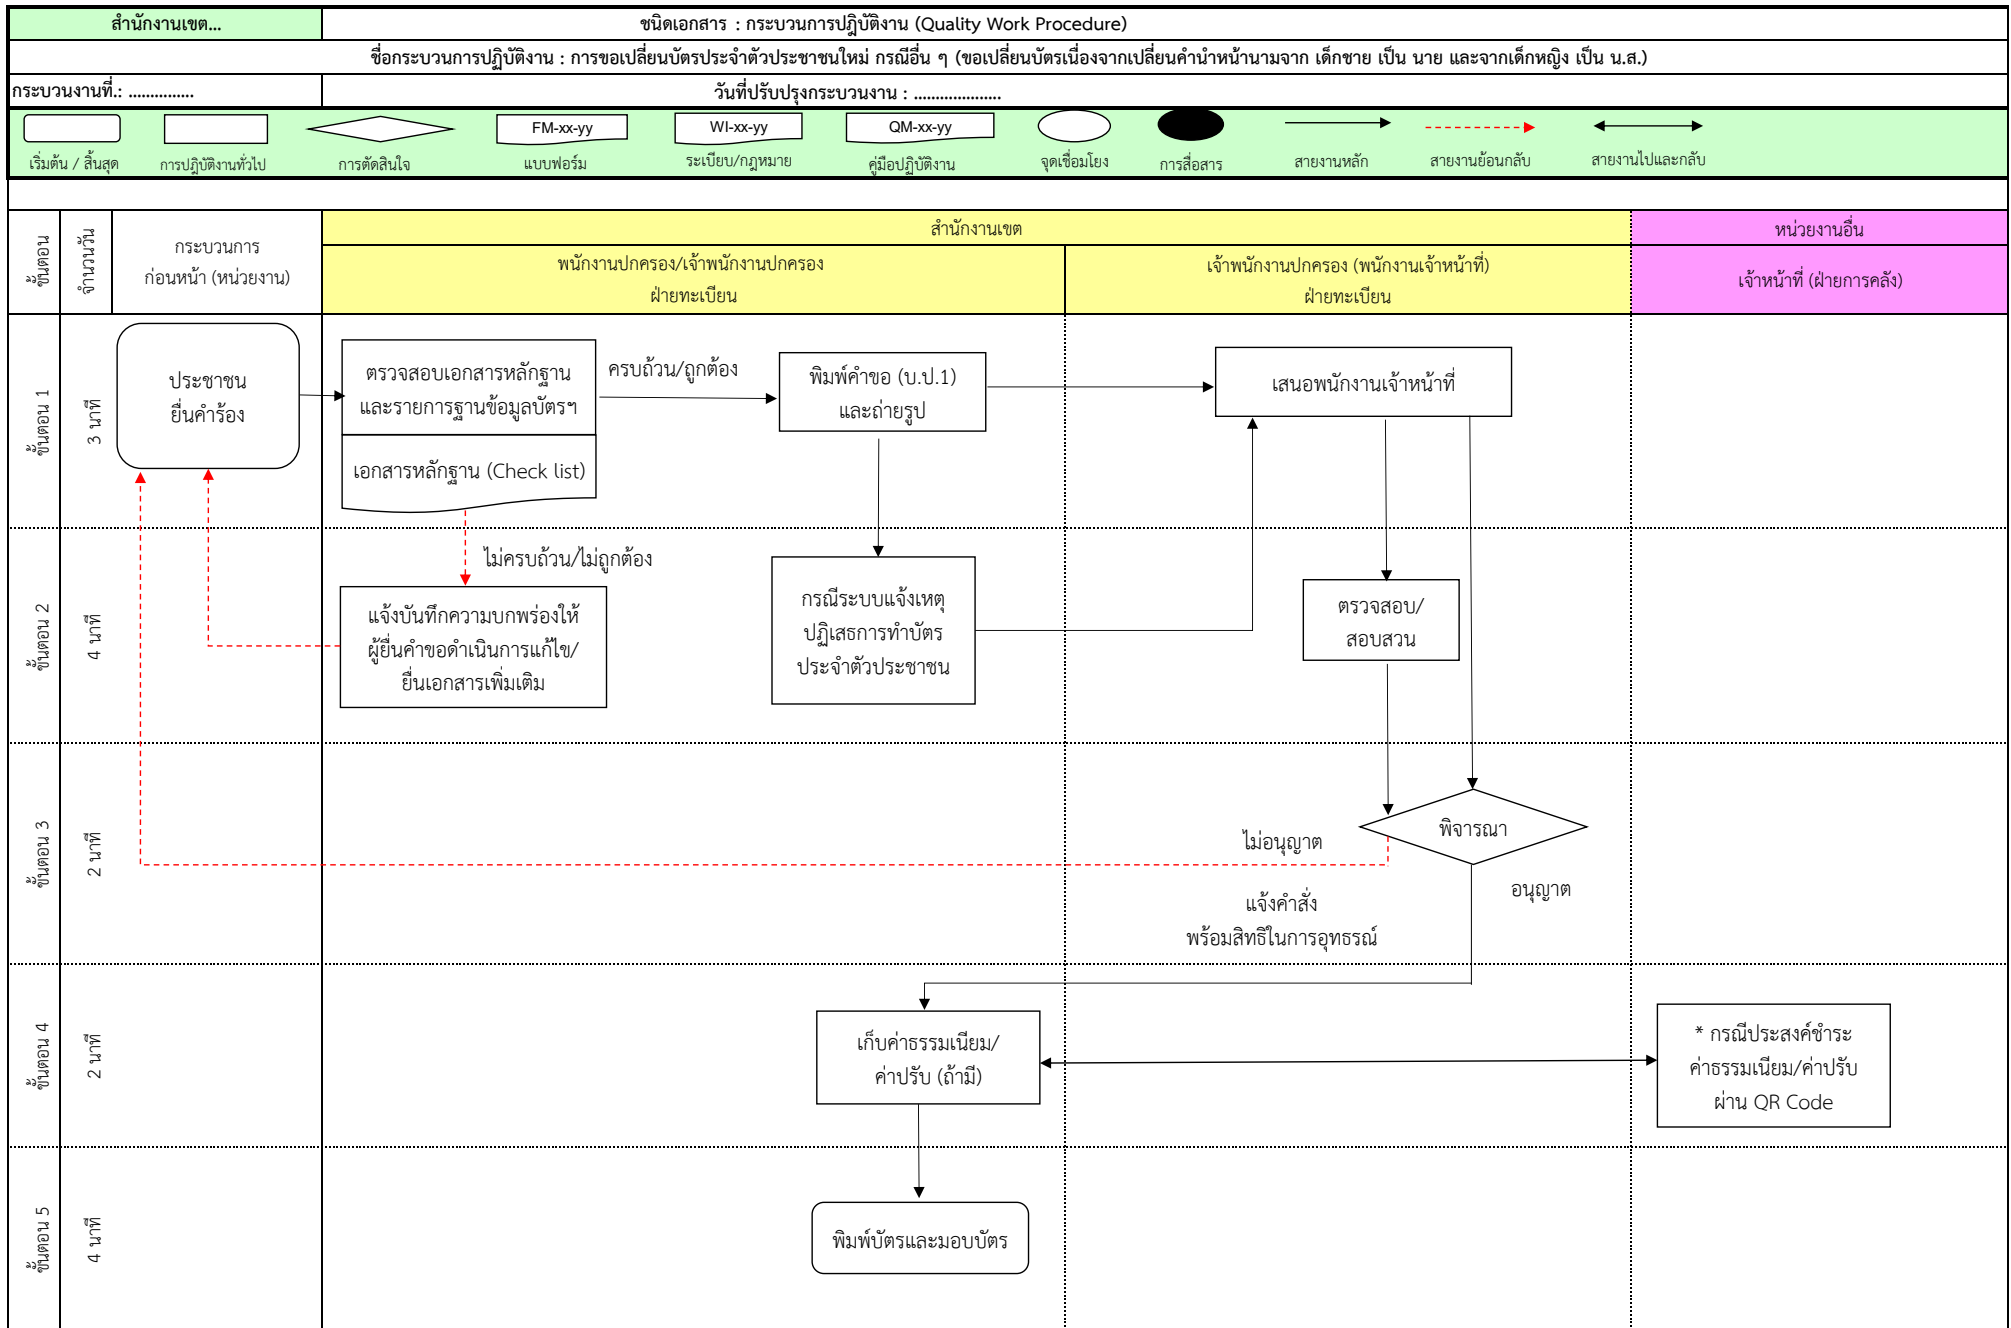 สำนักงานเขต...
ชนิดเอกสาร : กระบวนการปฎิบัติงาน (Quality Work Procedure)
ชื่อกระบวนการปฏิบัติงาน : การขอเปลี่ยนบัตรประจำตัวประชาชนใหม่ กรณีอื่น ๆ (ขอเปลี่ยนบัตรเนื่องจากเปลี่ยนคำนำหน้านามจาก เด็กชาย เป็น นาย และจากเด็กหญิง เป็น น.ส.)
กระบวนงานที่.: ...............
วันที่ปรับปรุงกระบวนงาน : ....................
FM-xx-yy
WI-xx-yy
QM-xx-yy
เริ่มต้น / สิ้นสุด
การปฏิบัติงานทั่วไป
การตัดสินใจ
แบบฟอร์ม
ระเบียบ/กฎหมาย
คู่มือปฏิบัติงาน
จุดเชื่อมโยง
การสื่อสาร
สายงานหลัก
สายงานย้อนกลับ
สายงานไปและกลับ
ขั้นตอน
จำนวนวัน
กระบวนการ
ก่อนหน้า (หน่วยงาน)
สำนักงานเขต
หน่วยงานอื่น
พนักงานปกครอง/เจ้าพนักงานปกครอง
ฝ่ายทะเบียน
เจ้าพนักงานปกครอง (พนักงานเจ้าหน้าที่)
ฝ่ายทะเบียน
เจ้าหน้าที่ (ฝ่ายการคลัง)
ขั้นตอน 1
3 นาที
ประชาชน
ยื่นคำร้อง
ตรวจสอบเอกสารหลักฐาน
และรายการฐานข้อมูลบัตรฯ
เอกสารหลักฐาน (Check list)
ครบถ้วน/ถูกต้อง
พิมพ์คำขอ (บ.ป.1)
และถ่ายรูป
เสนอพนักงานเจ้าหน้าที่
ขั้นตอน 2
4 นาที
ไม่ครบถ้วน/ไม่ถูกต้อง
แจ้งบันทึกความบกพร่องให้
ผู้ยื่นคำขอดำเนินการแก้ไข/
ยื่นเอกสารเพิ่มเติม
กรณีระบบแจ้งเหตุ
ปฏิเสธการทำบัตร
ประจำตัวประชาชน
ตรวจสอบ/
สอบสวน
ขั้นตอน 3
2 นาที
พิจารณา
ไม่อนุญาต
อนุญาต
แจ้งคำสั่ง
พร้อมสิทธิในการอุทธรณ์
ขั้นตอน 4
2 นาที
เก็บค่าธรรมเนียม/
ค่าปรับ (ถ้ามี)
* กรณีประสงค์ชำระ
ค่าธรรมเนียม/ค่าปรับ
ผ่าน QR Code
ขั้นตอน 5
4 นาที
พิมพ์บัตรและมอบบัตร